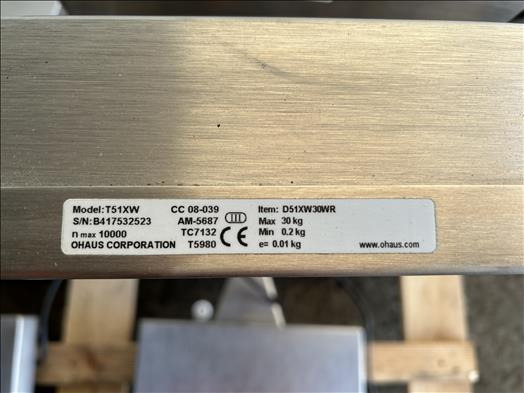 Model:T51XW CC 08-039 Item: D51XW30WR
S/N:B417532523 AM-5687 III Max 30 kg
n max 10000 TC7132 CE Min 0.2 kg
OHAUS CORPORATION T5980 e= 0.01 kg www.ohaus.com